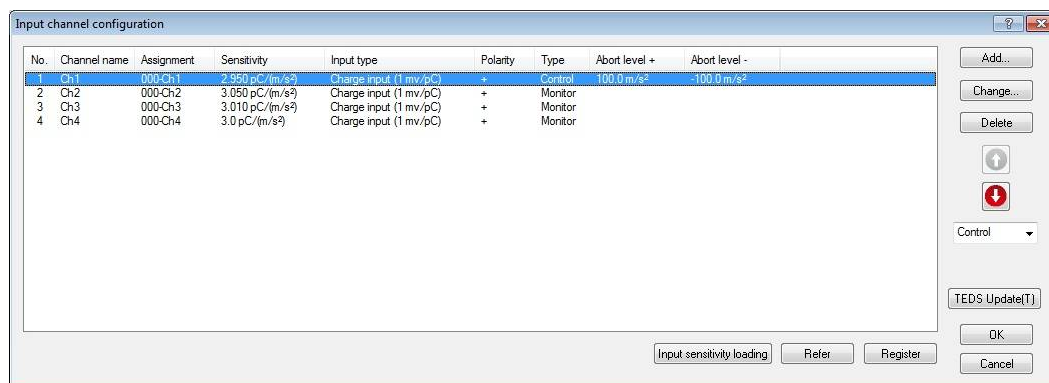 Input channel configuration
No. Channel name Assignment Sensitivity Input type Polarity Type Abort level + Abort level -
1 Ch1 000-Ch1 2.950 pC/(m/s²) Charge input (1 mv/pC) + Control 100.0 m/s² -100.0 m/s²
2 Ch2 000-Ch2 3.050 pC/(m/s²) Charge input (1 mv/pC) + Monitor
3 Ch3 000-Ch3 3.010 pC/(m/s²) Charge input (1 mv/pC) + Monitor
4 Ch4 000-Ch4 3.0 pC/(m/s²) Charge input (1 mv/pC) + Monitor
Add...
Change...
Delete
Control
TEDS Update(T)
OK
Input sensitivity loading Refer Register
Cancel